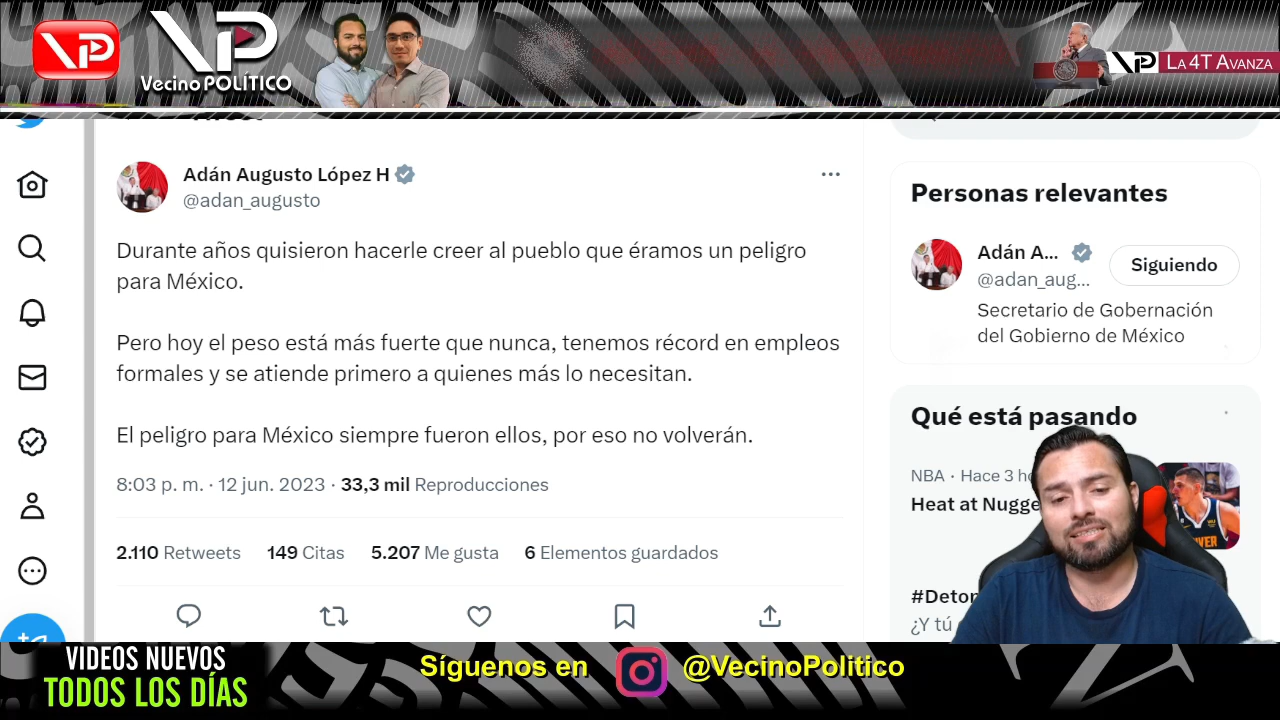 VP
VP
Vecino POLÍTICO
VP LA 4T AVANZA
Adán Augusto López H
@adan_augusto
Durante años quisieron hacerle creer al pueblo que éramos un peligro
para México.
Pero hoy el peso está más fuerte que nunca, tenemos récord en empleos
formales y se atiende primero a quienes más lo necesitan.
El peligro para México siempre fueron ellos, por eso no volverán.
8:03 p. m. · 12 jun. 2023 · 33,3 mil Reproducciones
2.110 Retweets 149 Citas 5.207 Me gusta 6 Elementos guardados
Personas relevantes
Adán A...
@adan_aug...
Siguiendo
Secretario de Gobernación
del Gobierno de México
Qué está pasando
NBA · Hace 3 h
Heat at Nugge
#Deton
¿Y tú
VIDEOS NUEVOS
TODOS LOS DÍAS
Síguenos en @VecinoPolitico